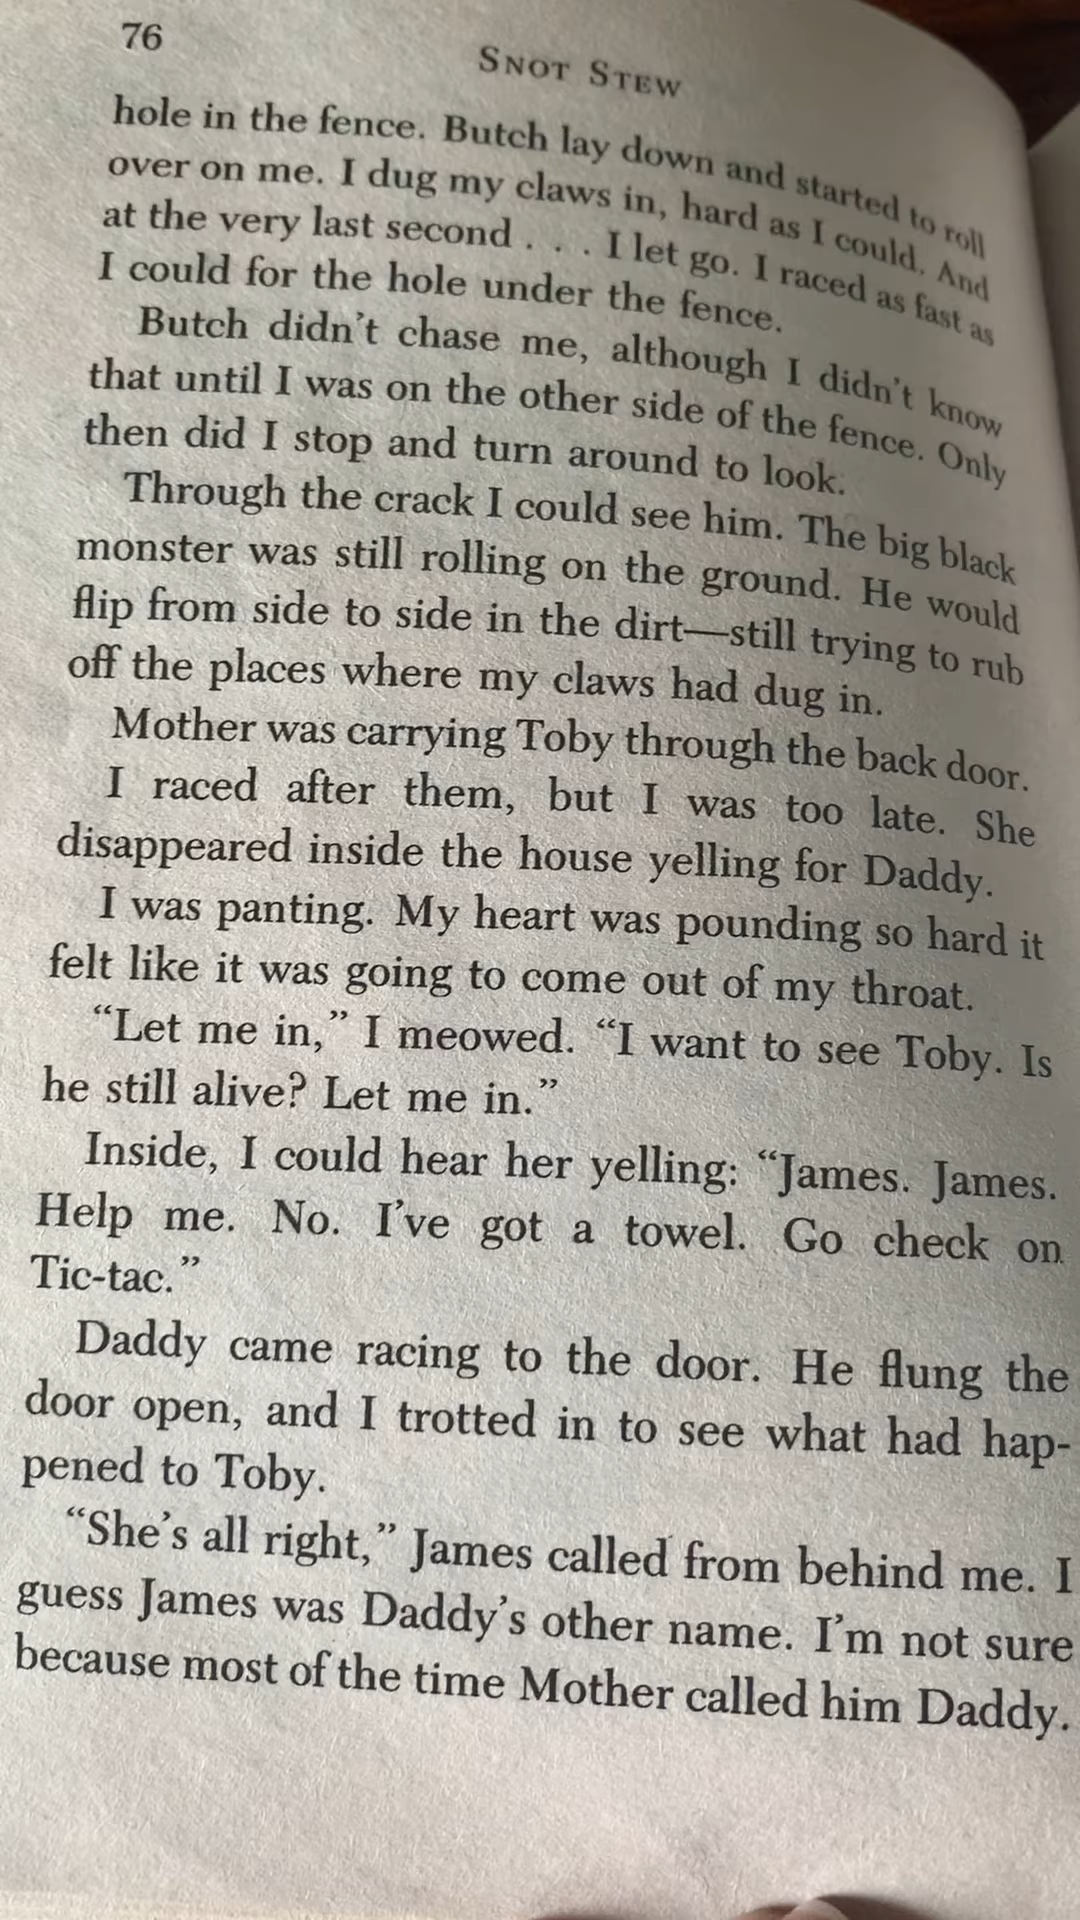 76
SNOT STEW
hole in the fence. Butch lay down and started to roll
over on me. I dug my claws in, hard as I could. And
at the very last second . . . I let go. I raced as fast as
I could for the hole under the fence.
Butch didn't chase me, although I didn't know
that until I was on the other side of the fence. Only
then did I stop and turn around to look.
Through the crack I could see him. The big black
monster was still rolling on the ground. He would
flip from side to side in the dirt—still trying to rub
off the places where my claws had dug in.
Mother was carrying Toby through the back door.
I raced after them, but I was too late. She
disappeared inside the house yelling for Daddy.
I was panting. My heart was pounding so hard it
felt like it was going to come out of my throat.
“Let me in,” I meowed. “I want to see Toby. Is
he still alive? Let me in.”
Inside, I could hear her yelling: “James. James.
Help me. No. I've got a towel. Go check on
Tic-tac.”
Daddy came racing to the door. He flung the
door open, and I trotted in to see what had hap-
pened to Toby.
“She's all right,” James called from behind me. I
guess James was Daddy's other name. I'm not sure
because most of the time Mother called him Daddy.